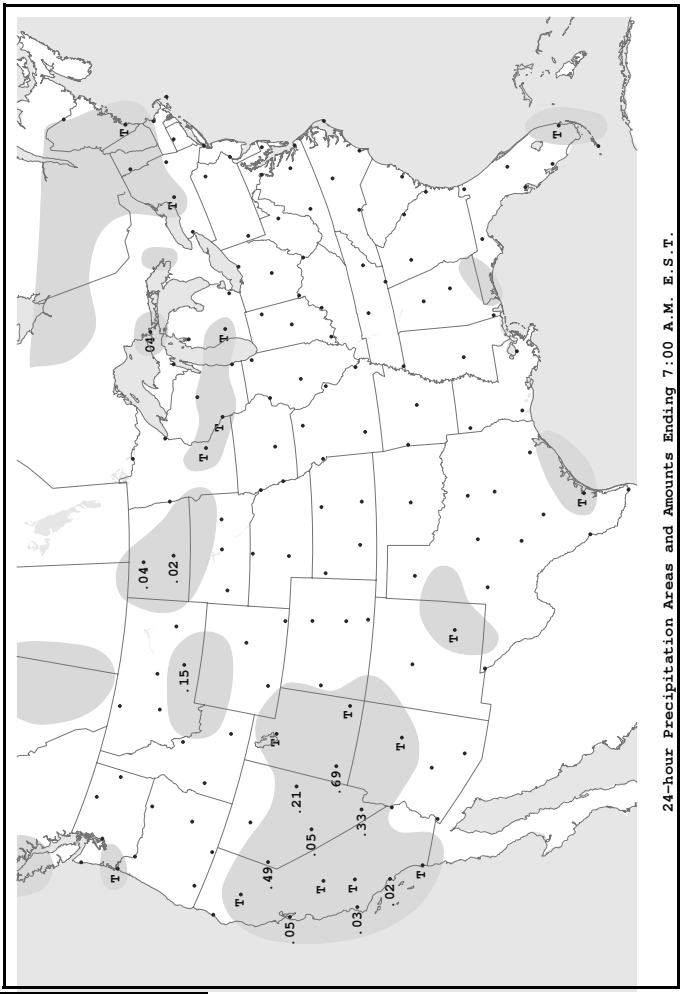 T
T
.04
.04
T
.02
.15
T
T
T
T
.49
T
.05
.21
.05
T
.69
T
T
.03
.33
.02
T
T
T
T
T
24-hour Precipitation Areas and Amounts Ending 7:00 A.M. E.S.T.